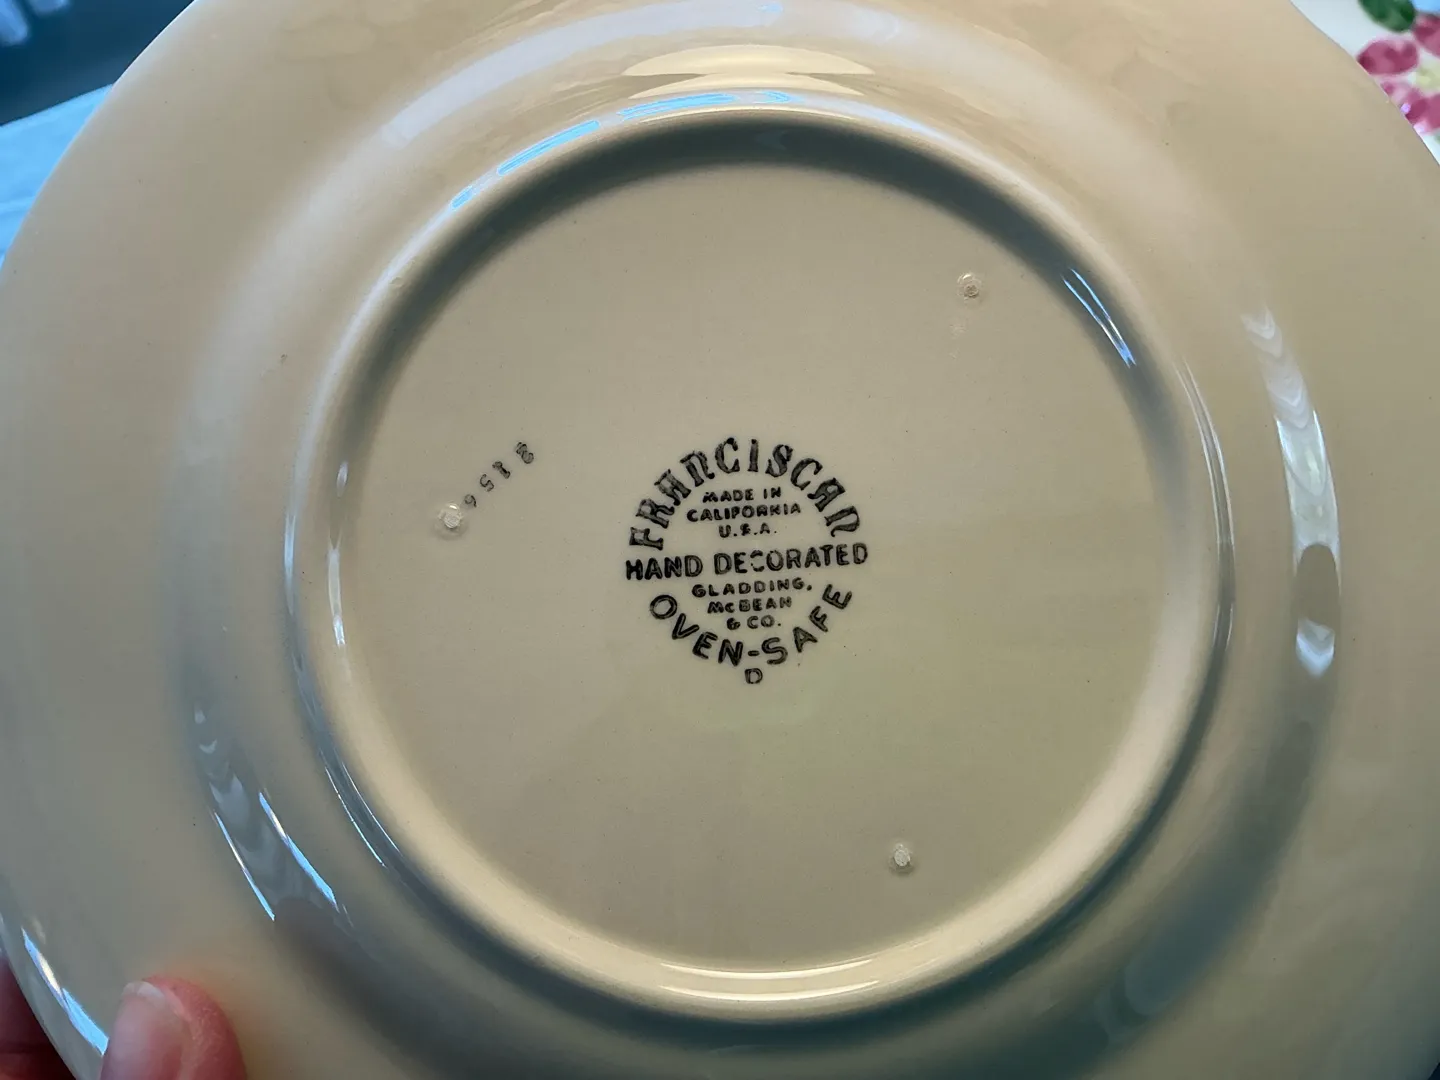 FRANCISCAN
MADE IN
CALIFORNIA
U.S.A.
HAND DECORATED
GLADDING,
McBEAN
& CO.
OVEN-SAFE
D